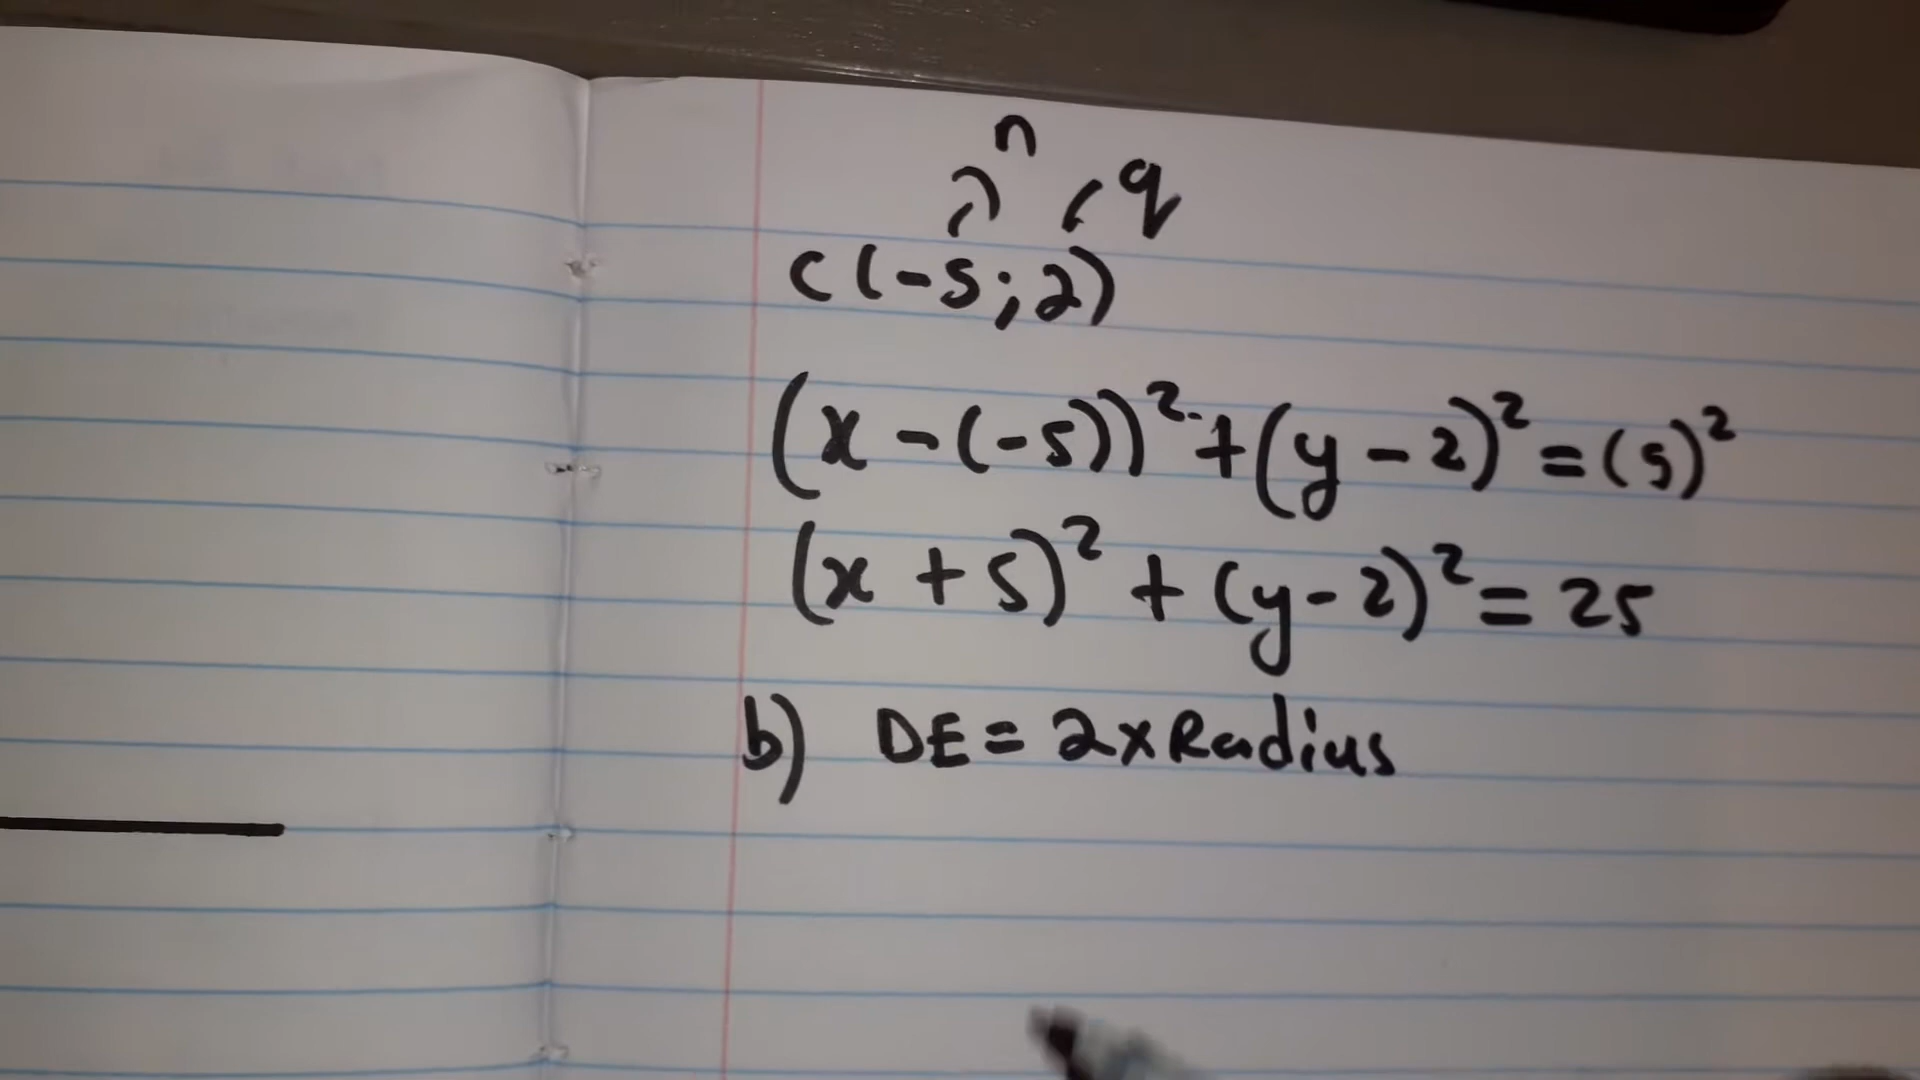 n
q
C(-5;2)
(x-(-5))²+(y-2)²=(5)²
(x+5)²+(y-2)²=25
b) DE=2xRadius